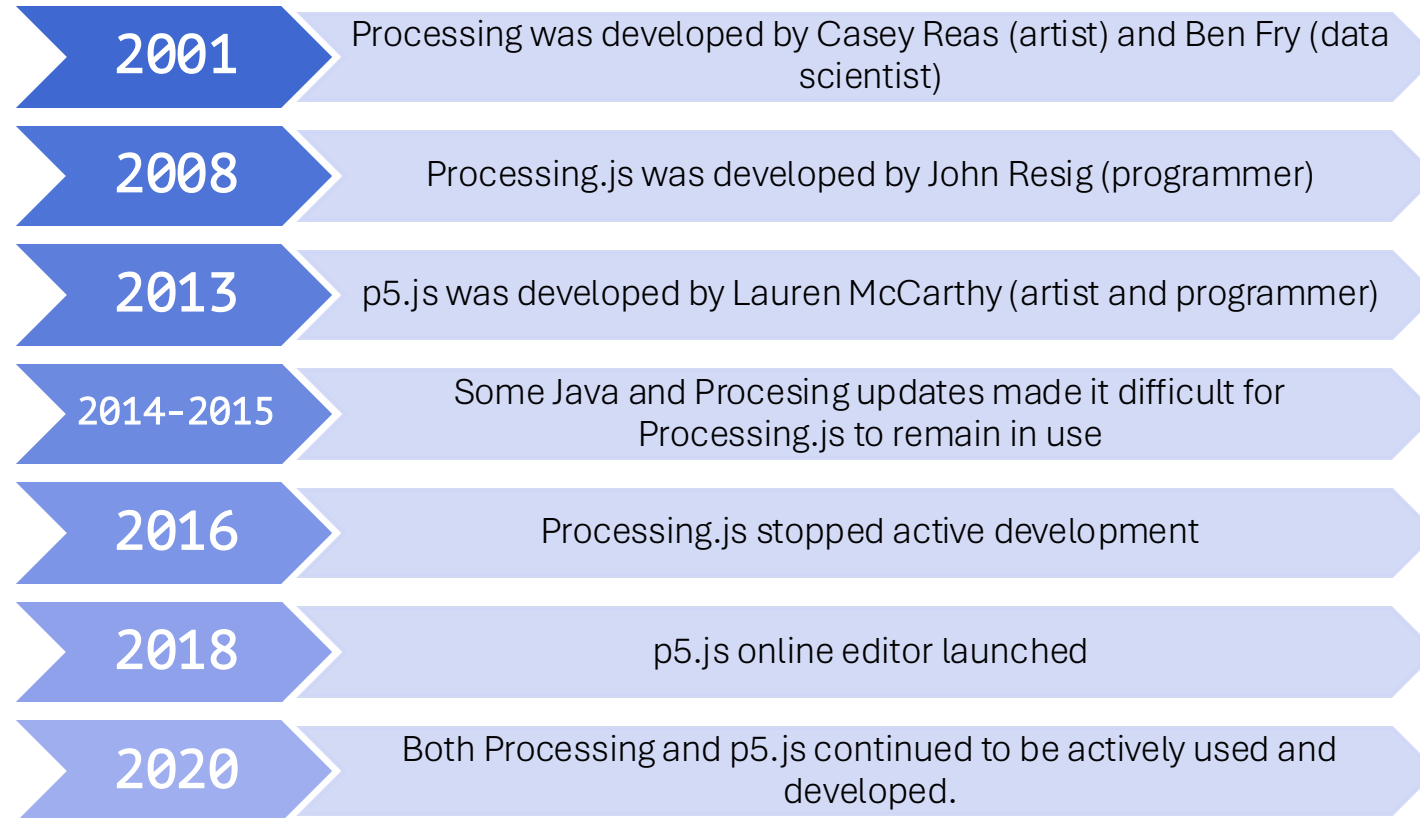 2001
Processing was developed by Casey Reas (artist) and Ben Fry (data
scientist)
2008
Processing.js was developed by John Resig (programmer)
2013
p5.js was developed by Lauren McCarthy (artist and programmer)
2014-2015
Some Java and Procesing updates made it difficult for
Processing.js to remain in use
2016
Processing.js stopped active development
2018
p5.js online editor launched
2020
Both Processing and p5.js continued to be actively used and
developed.